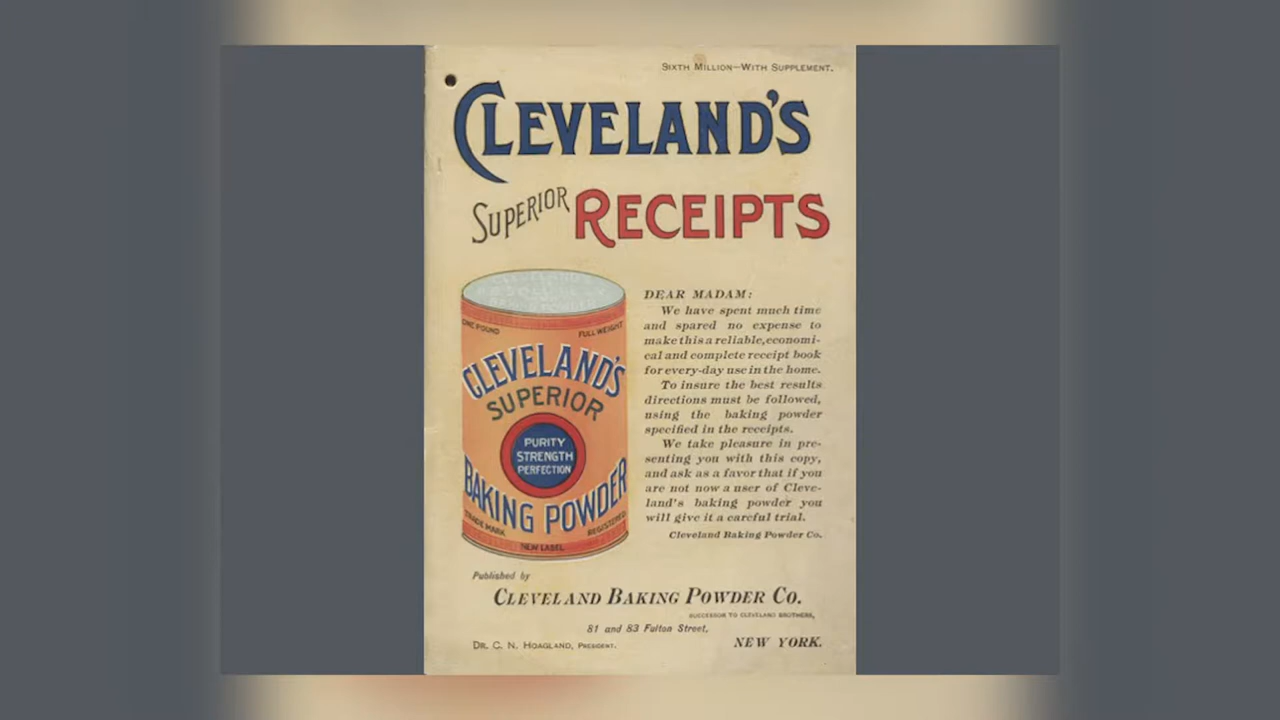 SIXTH MILLION—WITH SUPPLEMENT.
CLEVELAND'S
SUPERIOR RECEIPTS
ONE POUND FULL WEIGHT
CLEVELAND'S
SUPERIOR
PURITY
STRENGTH
PERFECTION
BAKING POWDER
TRADE MARK REGISTERED
NEW LABEL
DEAR MADAM:
We have spent much time
and spared no expense to
make this a reliable, economi-
cal and complete receipt book
for every-day use in the home.
To insure the best results
directions must be followed,
using the baking powder
specified in the receipts.
We take pleasure in pre-
senting you with this copy,
and ask as a favor that if you
are not now a user of Cleve-
land's baking powder you
will give it a careful trial.
Cleveland Baking Powder Co.
Published by
CLEVELAND BAKING POWDER CO.
SUCCESSOR TO CLEVELAND BROTHERS,
81 and 83 Fulton Street,
DR. C. N. HOAGLAND, PRESIDENT. NEW YORK.